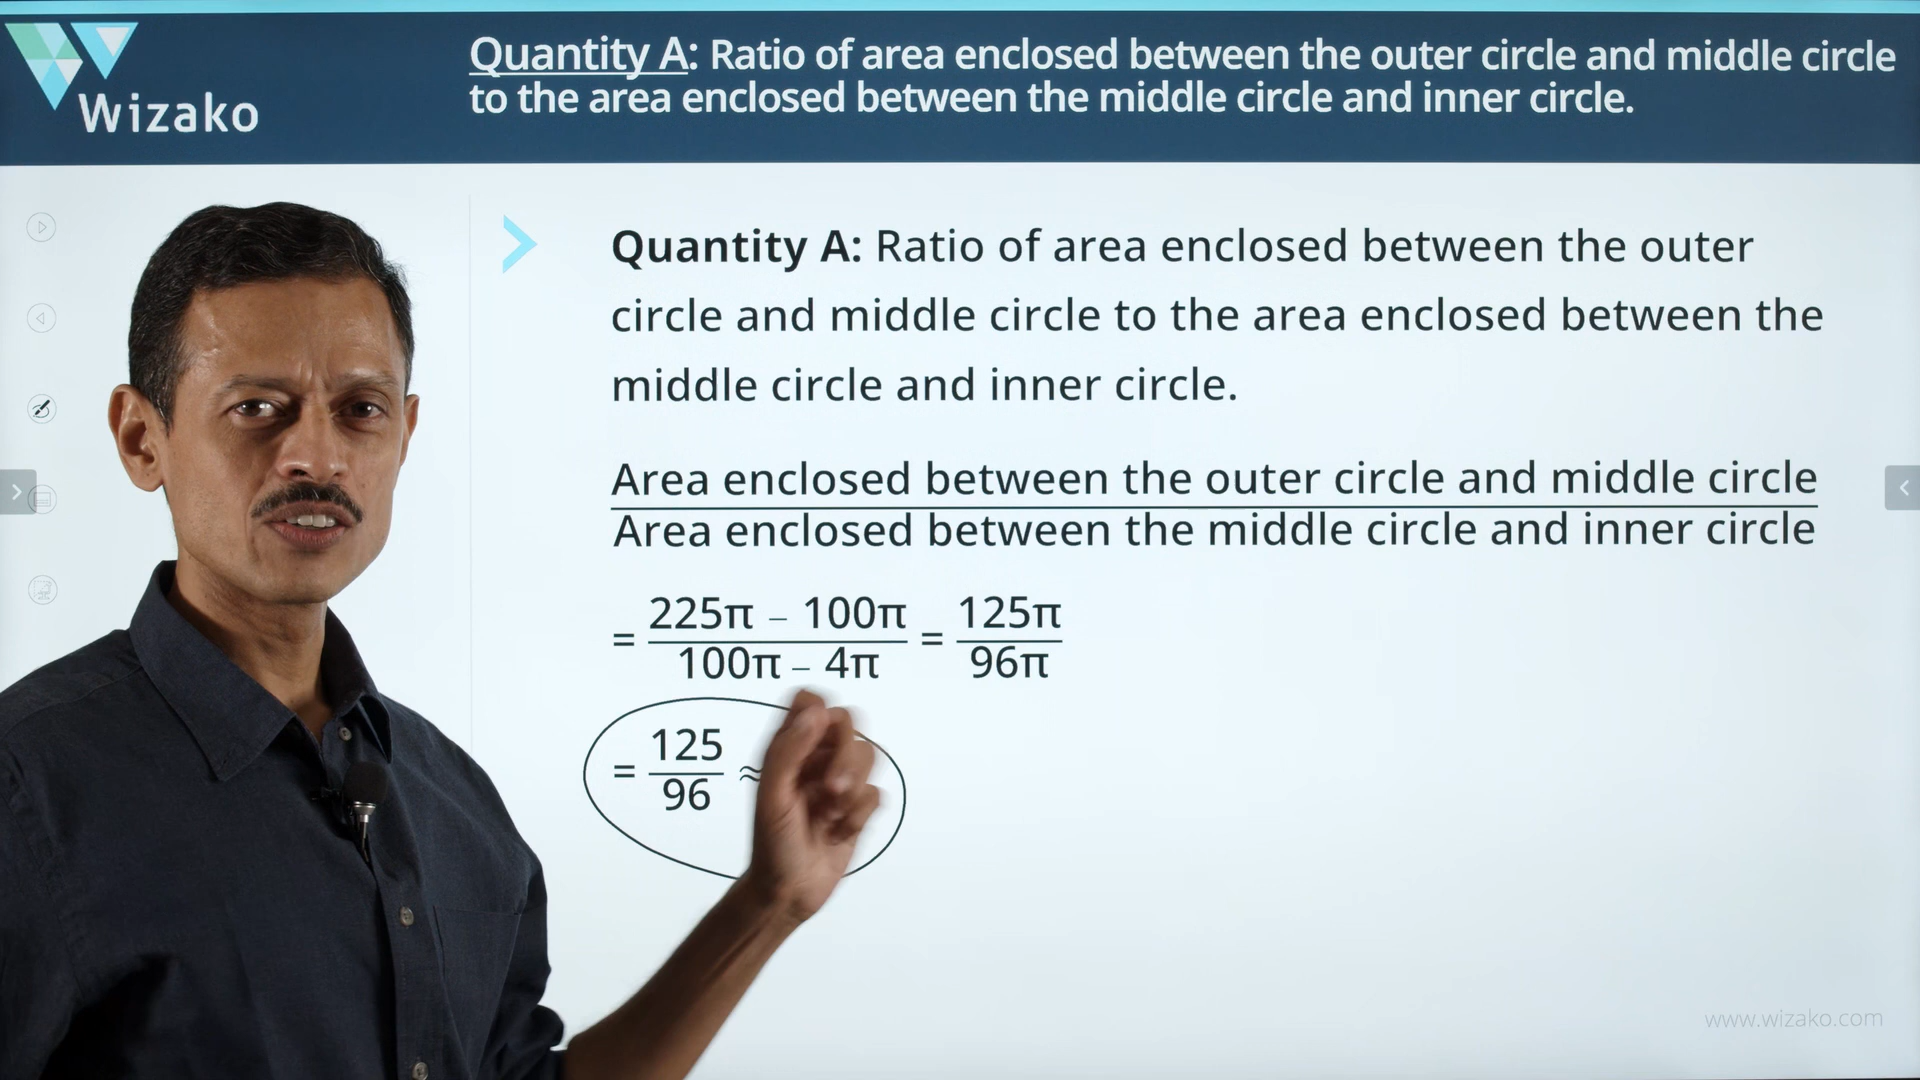 Wizako
Quantity A: Ratio of area enclosed between the outer circle and middle circle
to the area enclosed between the middle circle and inner circle.
Quantity A: Ratio of area enclosed between the outer
circle and middle circle to the area enclosed between the
middle circle and inner circle.
Area enclosed between the outer circle and middle circle
Area enclosed between the middle circle and inner circle
= 225π – 100π / 100π – 4π = 125π / 96π
= 125 / 96 ≈
www.wizako.com